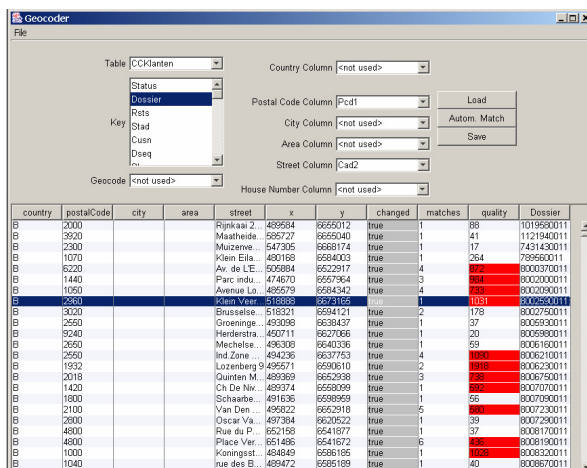 Geocoder
File
Table CCKlanten
Country Column <not used>
Key
Status
Dossier
Rsts
Stad
Cusn
Dseq
Postal Code Column Pcd1
City Column <not used>
Area Column <not used>
Street Column Cad2
House Number Column <not used>
Load
Autom. Match
Save
Geocode <not used>
country postalCode city area street x y changed matches quality Dossier
B 2000 Rijnkaai 2... 489584 6655012 true 1 88 1019580011
B 3920 Maatheide... 585727 6655040 true 1 41 1121940011
B 2300 Muizenve... 547305 6668174 true 1 17 7431430011
B 1070 Klein Eila... 480168 6584003 true 1 264 789560011
B 6220 Av. de L'E... 505884 6522917 true 4 872 8000370011
B 1440 Parc indu... 474670 6557964 true 3 984 8002000011
B 1050 Avenue Lo... 485579 6584342 true 4 733 8002090011
B 2960 Klein Veer... 518888 6673165 true 1 1031 8002590011
B 3020 Brusselse... 518321 6594121 true 2 178 8002750011
B 2550 Groeninge... 493098 6638437 true 1 37 8005930011
B 9240 Herderstra... 450711 6627066 true 1 20 8005980011
B 2650 Mechelse... 496308 6640336 true 1 59 8006160011
B 2550 Ind.Zone ... 494236 6637753 true 4 1090 8006210011
B 1932 Lozenberg 9 495571 6590610 true 2 1918 8006230011
B 2018 Quinten M... 489369 6652938 true 3 738 8006750011
B 1420 Ch De Niv... 489374 6558099 true 1 692 8007070011
B 1800 Schaarbe... 491636 6598959 true 1 56 8007090011
B 2100 Van Den ... 495822 6652918 true 5 580 8007230011
B 2800 Oscar Va... 497384 6620522 true 1 39 8007290011
B 4800 Rue du P... 652158 6541877 true 1 37 8008170011
B 4800 Place Ver... 651486 6541672 true 6 436 8008190011
B 1000 Koningsst... 484849 6586185 true 1 1028 8008320011
B 1040 rue des B... 489472 6585189 true 1 40 8008670011